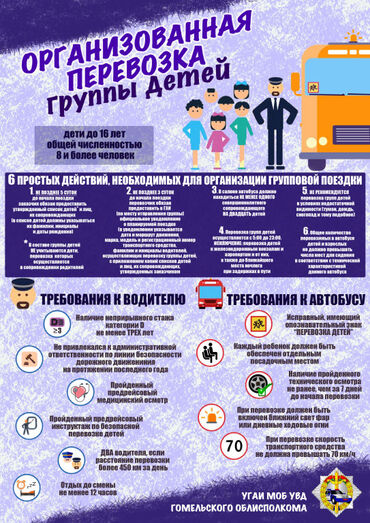 ОРГАНИЗОВАННАЯ
ПЕРЕВОЗКА
группы детей
дети до 16 лет
общей численностью
8 и более человек
6 ПРОСТЫХ ДЕЙСТВИЙ, НЕОБХОДИМЫХ ДЛЯ ОРГАНИЗАЦИИ ГРУППОВОЙ ПОЕЗДКИ
1. НЕ ПОЗДНЕЕ 5 СУТОК
до начала поездки
заказчик обязан предоставить
утвержденный список детей и лиц,
их сопровождающих
(в списке детей должны указываться
их фамилии, инициалы
и даты рождения)
* В составе группы детей
НЕ учитываются дети,
перевозка которых
осуществляется
в сопровождении родителей
2. НЕ ПОЗДНЕЕ 3 СУТОК
до начала поездки
перевозчик обязан
предоставить в ГАИ
(по месту отправления группы)
официальное уведомление
о планируемой поездке
(в уведомлении указывается
дата и маршрут движения,
марка, модель и регистрационный номер
транспортного средства,
фамилия и инициалы водителей,
осуществляющих перевозку группы детей,
с приложением копий списков детей
и лиц, их сопровождающих,
утвержденных заказчиком
3. В салоне автобуса должно
находиться НЕ МЕНЕЕ ОДНОГО
совершеннолетнего
сопровождающего
НА ДВАДЦАТЬ детей
4. Перевозка групп детей
осуществляется с 5:00 до 23:00.
ИСКЛЮЧЕНИЕ: перевозка детей
к железнодорожным вокзалам и
аэропортам и от них,
а также до ближайшего
места ночлега
при задержке в пути
5. НЕ РЕКОМЕНДУЕТСЯ
перевозка групп детей
в условиях недостаточной
видимости (туман, дождь,
снегопад и тому подобное)
6. Общее количество
перевозимых в автобусе
детей и взрослых
не должно превышать
число мест для сидения
в соответствии с технической
характеристикой
данного автобуса
ТРЕБОВАНИЯ К ВОДИТЕЛЮ
D
≥3
Наличие непрерывного стажа
категории D
не менее ТРЕХ ЛЕТ
Не привлекался к административной
ответственности по линии безопасности
дорожного движения
на протяжении последнего года
Пройденный
предрейсовый
медицинский осмотр
Пройденный предрейсовый
инструктаж по безопасной
перевозке детей
ДВА водителя, если
расстояние перевозки
более 450 км за день
Отдых до смены
не менее 12 часов
ТРЕБОВАНИЯ К АВТОБУСУ
Исправный, имеющий
опознавательный знак
"ПЕРЕВОЗКА ДЕТЕЙ"
Каждый ребенок должен быть
обеспечен отдельным
посадочным местом
Наличие пройденного
технического осмотра
не ранее, чем за 7 дней
до начала перевозки
При перевозке должен быть
включен ближний свет фар
или дневные ходовые огни
70
При перевозке скорость
транспортного средства
не должна превышать 70 км/ч
УГАИ МОБ УВД
ГОМЕЛЬСКОГО ОБЛИСПОЛКОМА